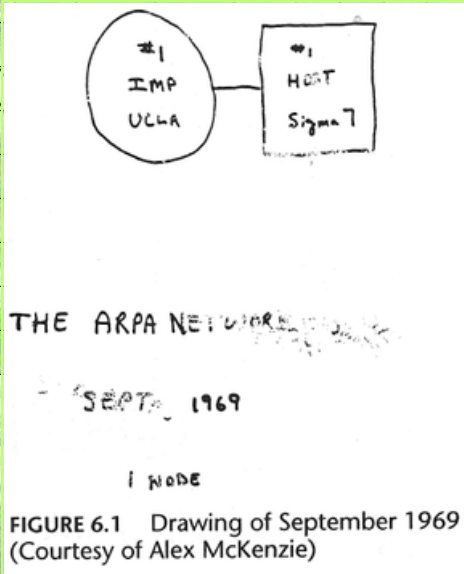 #1
IMP
UCLA
#1
HOST
Sigma 7
THE ARPA NETWORK
SEPT. 1969
1 NODE
FIGURE 6.1 Drawing of September 1969
(Courtesy of Alex McKenzie)